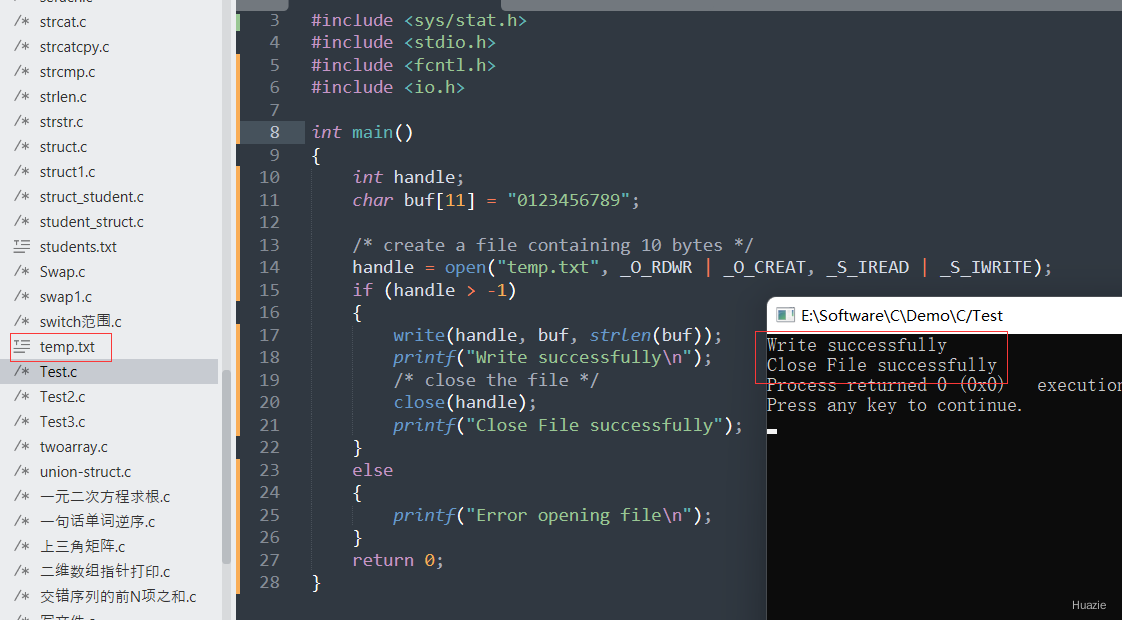 /* strcat.c
/* strcatcpy.c
/* strcmp.c
/* strlen.c
/* strstr.c
/* struct.c
/* struct1.c
/* struct_student.c
/* student_struct.c
students.txt
/* Swap.c
/* swap1.c
/* switch范围.c
temp.txt
/* Test.c
/* Test2.c
/* Test3.c
/* twoarray.c
/* union-struct.c
/* 一元二次方程求根.c
/* 一句话单词逆序.c
/* 上三角矩阵.c
/* 二维数组指针打印.c
/* 交错序列的前N项之和.c
3 #include <sys/stat.h>
4 #include <stdio.h>
5 #include <fcntl.h>
6 #include <io.h>
7
8 int main()
9 {
10 int handle;
11 char buf[11] = "0123456789";
12
13 /* create a file containing 10 bytes */
14 handle = open("temp.txt", _O_RDWR | _O_CREAT, _S_IREAD | _S_IWRITE);
15 if (handle > -1)
16 {
17 write(handle, buf, strlen(buf));
18 printf("Write successfully\n");
19 /* close the file */
20 close(handle);
21 printf("Close File successfully");
22 }
23 else
24 {
25 printf("Error opening file\n");
26 }
27 return 0;
28 }
E:\Software\C\Demo\C/Test
Write successfully
Close File successfully
Process returned 0 (0x0) execution
Press any key to continue.
Huazie